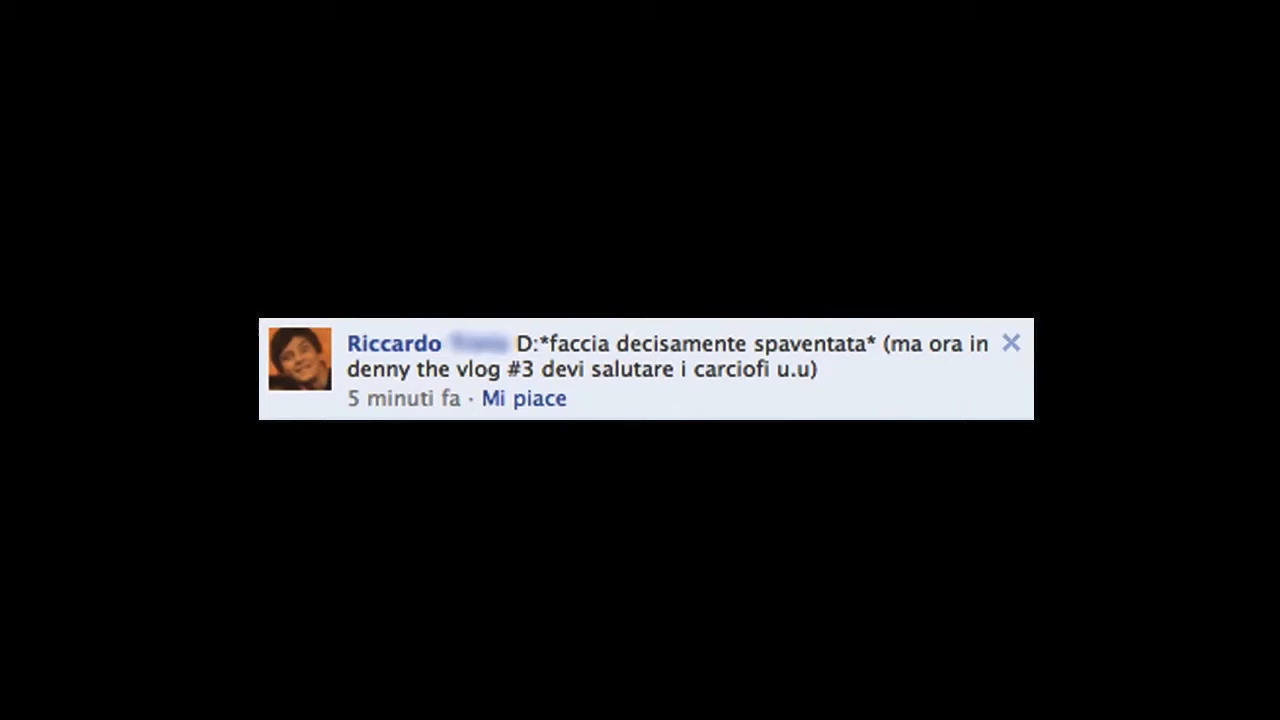 Riccardo D:*faccia decisamente spaventata* (ma ora in
denny the vlog #3 devi salutare i carciofi u.u)
5 minuti fa · Mi piace